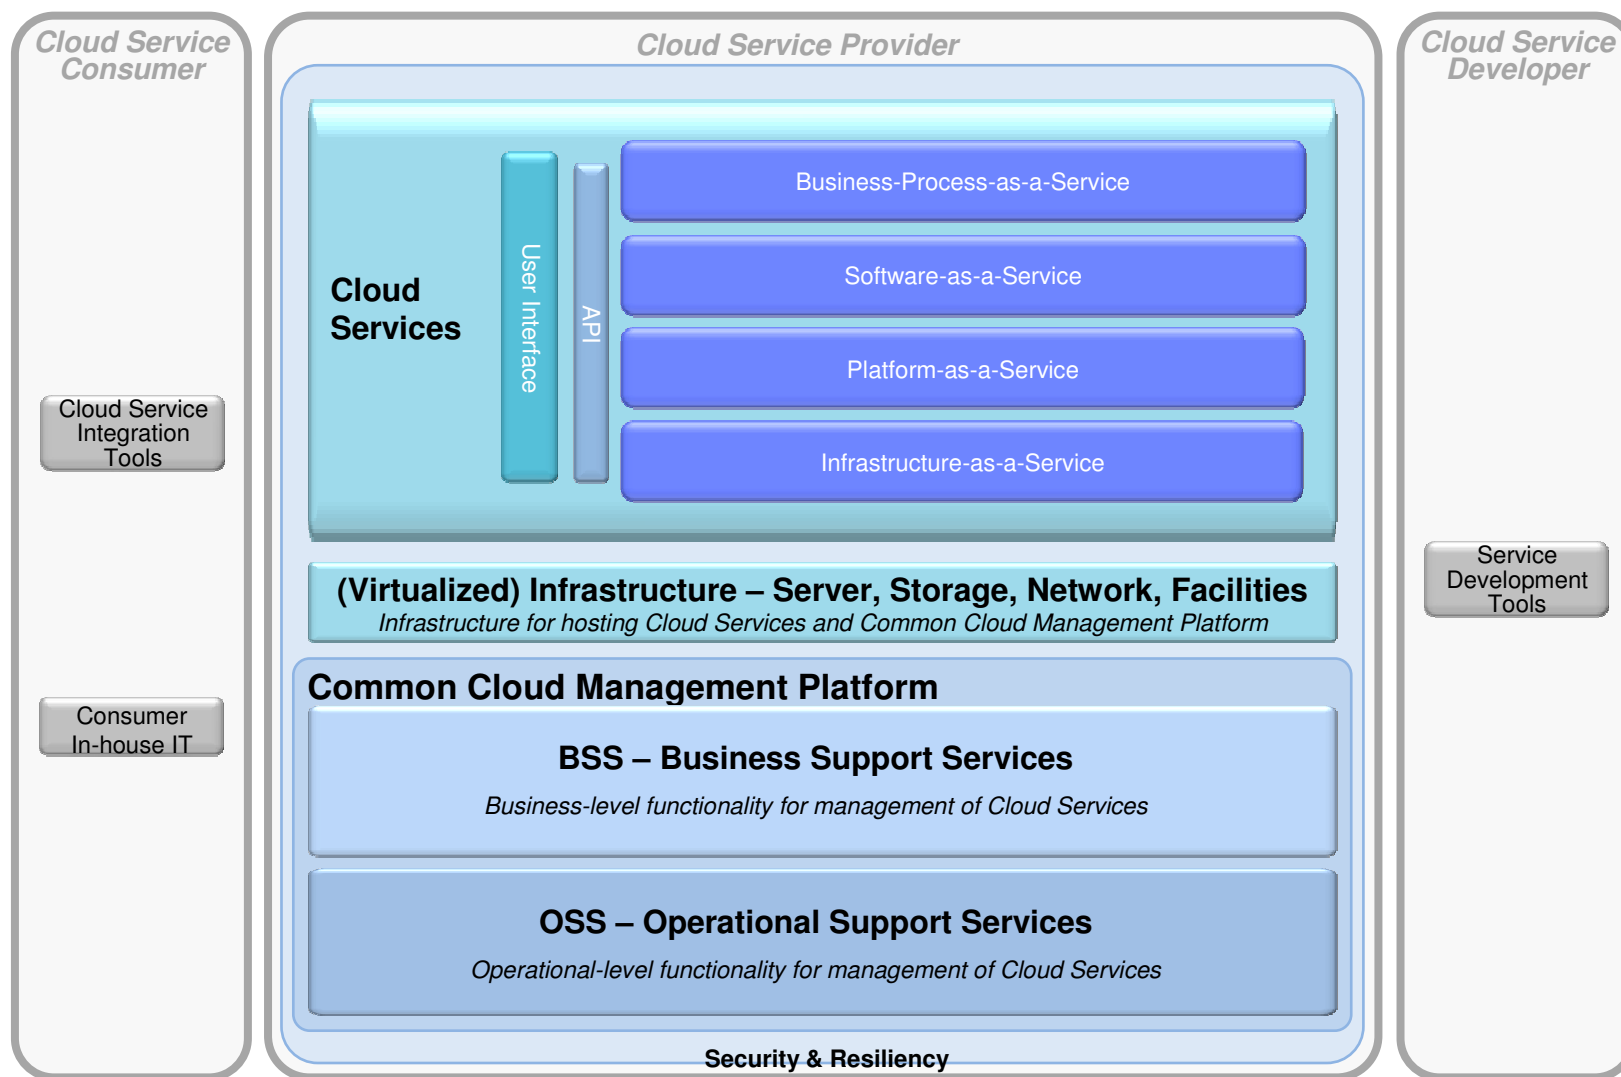 Cloud Service
Consumer
Cloud Service
Integration
Tools
Consumer
In-house IT
Cloud Service Provider
Cloud
Services
User Interface
API
Business-Process-as-a-Service
Software-as-a-Service
Platform-as-a-Service
Infrastructure-as-a-Service
(Virtualized) Infrastructure – Server, Storage, Network, Facilities
Infrastructure for hosting Cloud Services and Common Cloud Management Platform
Common Cloud Management Platform
BSS – Business Support Services
Business-level functionality for management of Cloud Services
OSS – Operational Support Services
Operational-level functionality for management of Cloud Services
Security & Resiliency
Cloud Service
Developer
Service
Development
Tools